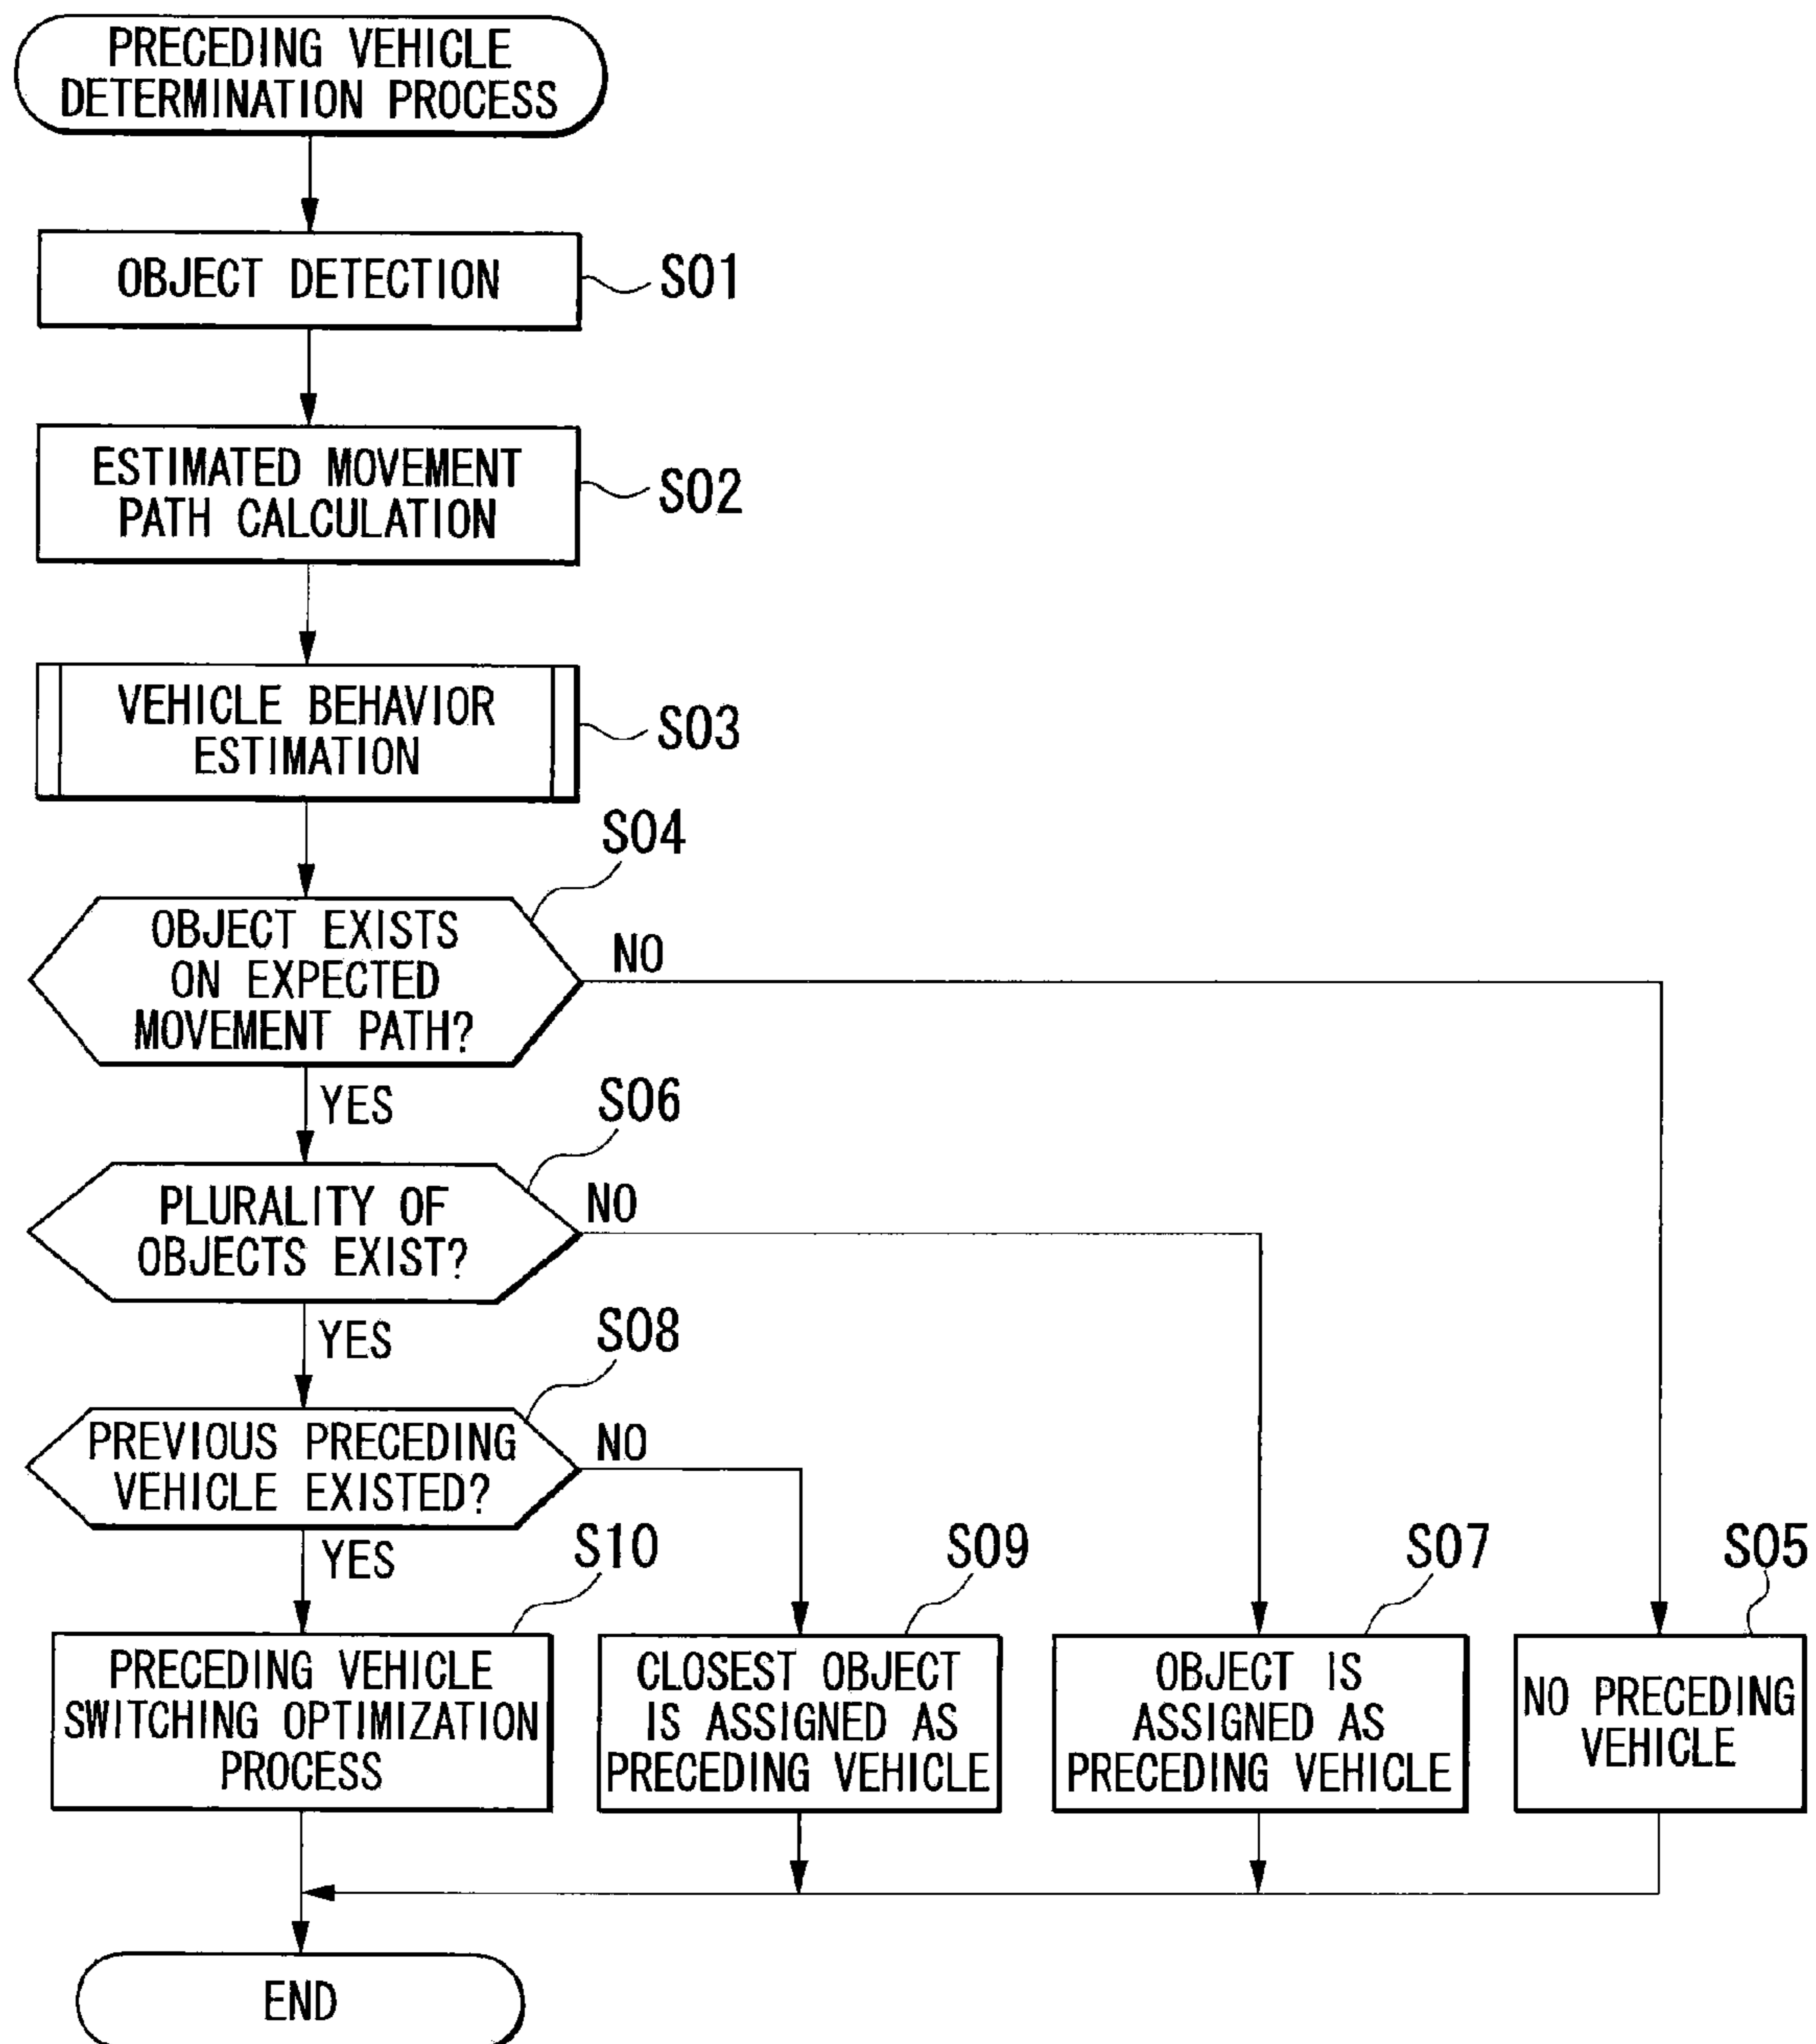 PRECEDING VEHICLE
DETERMINATION PROCESS
OBJECT DETECTION
S01
ESTIMATED MOVEMENT
PATH CALCULATION
S02
VEHICLE BEHAVIOR
ESTIMATION
S03
S04
OBJECT EXISTS
ON EXPECTED
MOVEMENT PATH?
NO
YES
S06
PLURALITY OF
OBJECTS EXIST?
NO
YES
S08
PREVIOUS PRECEDING
VEHICLE EXISTED?
NO
YES
S10
PRECEDING VEHICLE
SWITCHING OPTIMIZATION
PROCESS
S09
CLOSEST OBJECT
IS ASSIGNED AS
PRECEDING VEHICLE
S07
OBJECT IS
ASSIGNED AS
PRECEDING VEHICLE
S05
NO PRECEDING
VEHICLE
END